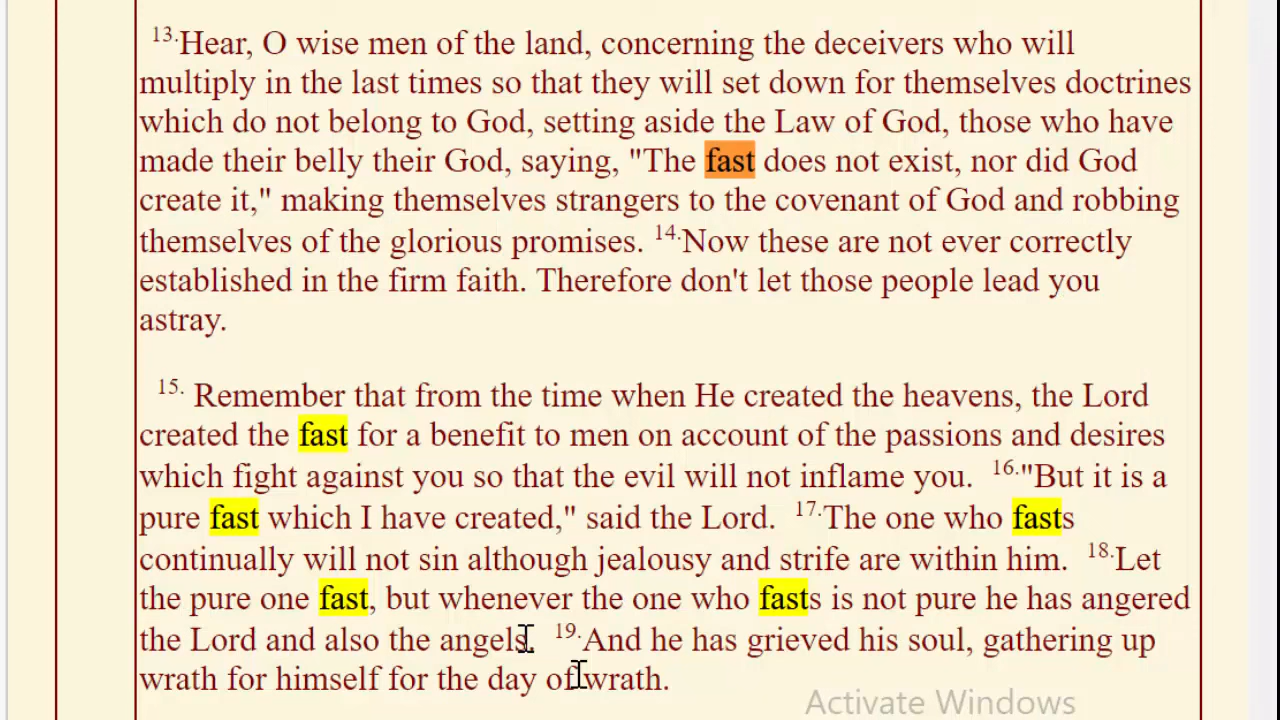 13.Hear, O wise men of the land, concerning the deceivers who will
multiply in the last times so that they will set down for themselves doctrines
which do not belong to God, setting aside the Law of God, those who have
made their belly their God, saying, "The fast does not exist, nor did God
create it," making themselves strangers to the covenant of God and robbing
themselves of the glorious promises. 14.Now these are not ever correctly
established in the firm faith. Therefore don't let those people lead you
astray.
15. Remember that from the time when He created the heavens, the Lord
created the fast for a benefit to men on account of the passions and desires
which fight against you so that the evil will not inflame you. 16."But it is a
pure fast which I have created," said the Lord. 17.The one who fasts
continually will not sin although jealousy and strife are within him. 18.Let
the pure one fast, but whenever the one who fasts is not pure he has angered
the Lord and also the angels. 19.And he has grieved his soul, gathering up
wrath for himself for the day of wrath.
Activate Windows